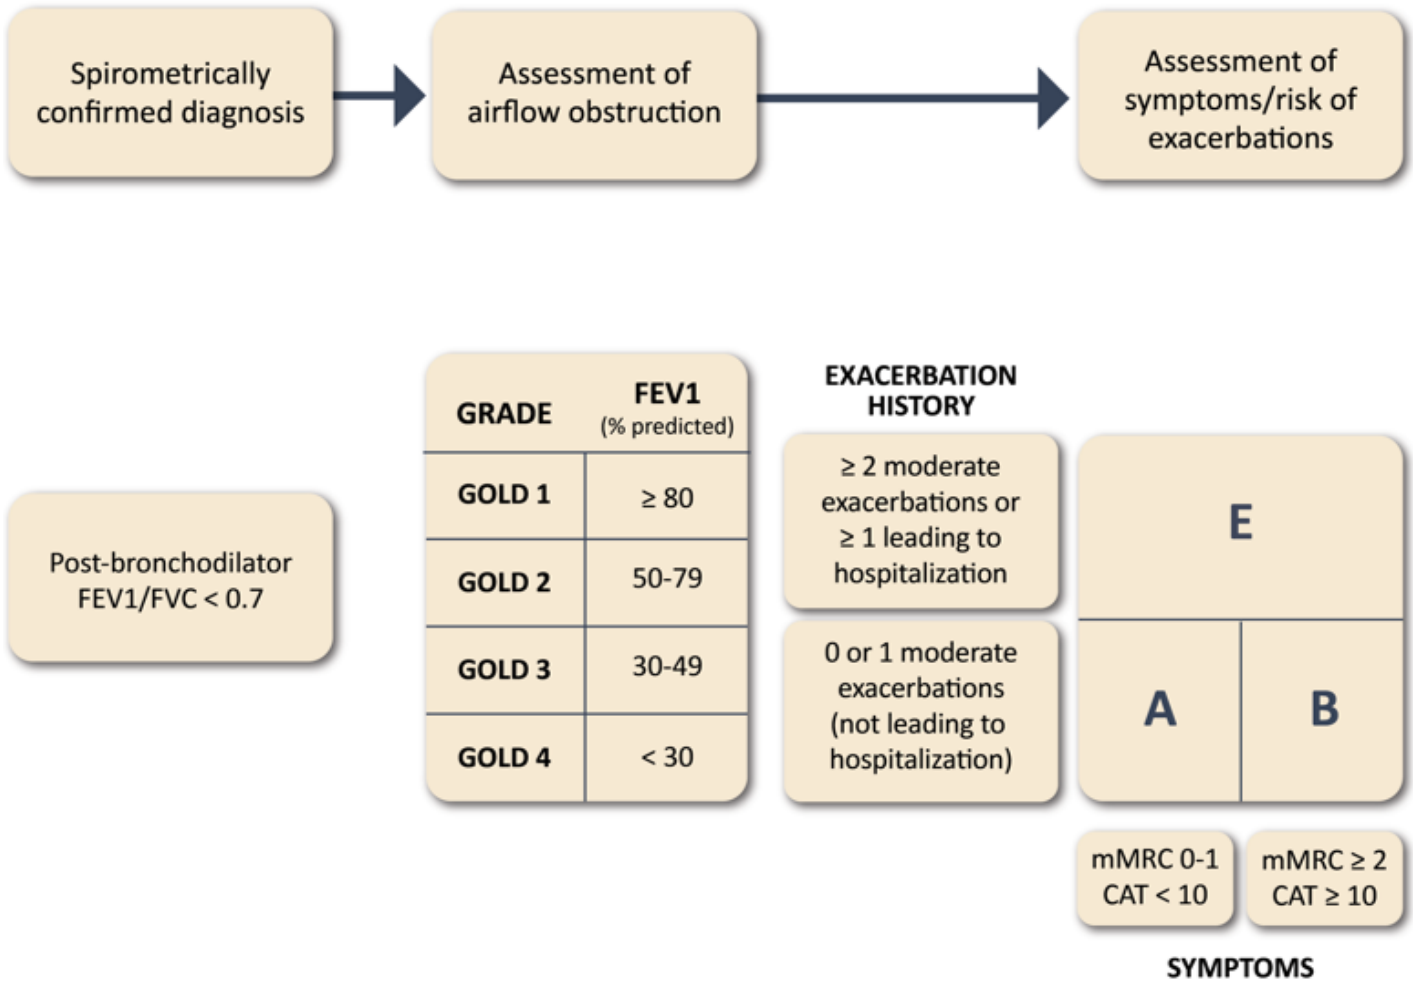 Spirometrically
confirmed diagnosis
Assessment of
airflow obstruction
Assessment of
symptoms/risk of
exacerbations
Post-bronchodilator
FEV1/FVC < 0.7
GRADE
FEV1
(% predicted)
GOLD 1
≥ 80
GOLD 2
50-79
GOLD 3
30-49
GOLD 4
< 30
EXACERBATION
HISTORY
≥ 2 moderate
exacerbations or
≥ 1 leading to
hospitalization
0 or 1 moderate
exacerbations
(not leading to
hospitalization)
E
A
B
mMRC 0-1
CAT < 10
mMRC ≥ 2
CAT ≥ 10
SYMPTOMS